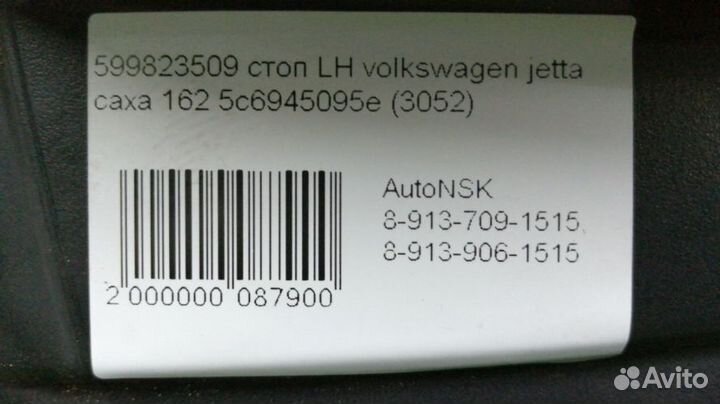 599823509 стоп LH volkswagen jetta
саха 162 5c6945095e (3052)
AutoNSK
8-913-709-1515,
8-913-906-1515
2 000000 087900
Avito